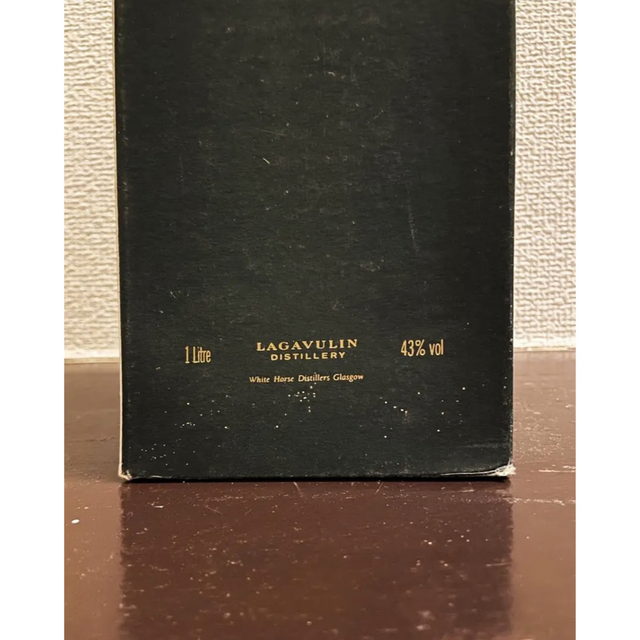 1 Litre
LAGAVULIN
DISTILLERY
43% vol
White Horse Distillers Glasgow